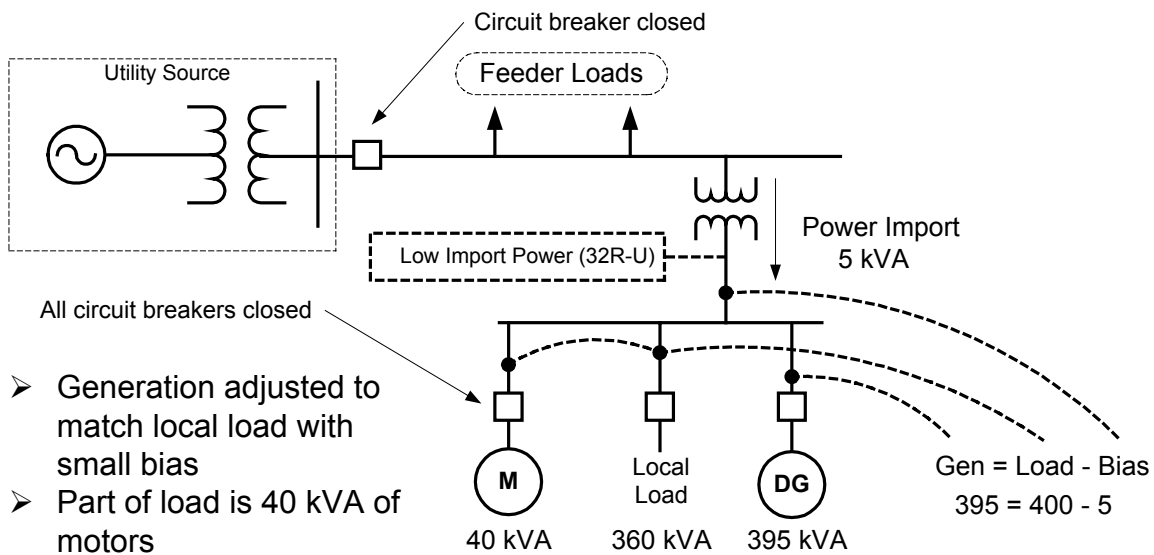 Circuit breaker closed
Utility Source
Feeder Loads
Power Import
5 kVA
Low Import Power (32R-U)
All circuit breakers closed
➢ Generation adjusted to
match local load with
small bias
➢ Part of load is 40 kVA of
motors
M
Local
Load
DG
40 kVA
360 kVA
395 kVA
Gen = Load - Bias
395 = 400 - 5